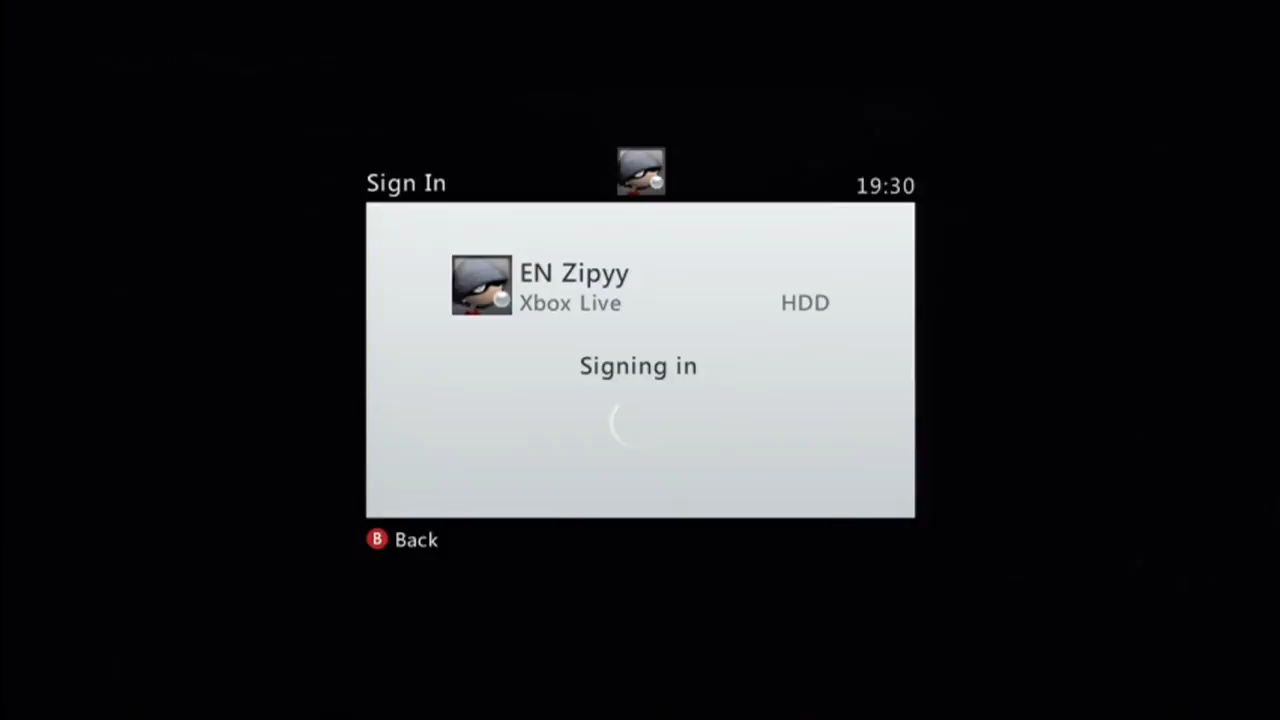 Sign In
19:30
EN Zipyy
Xbox Live
HDD
Signing in
B Back